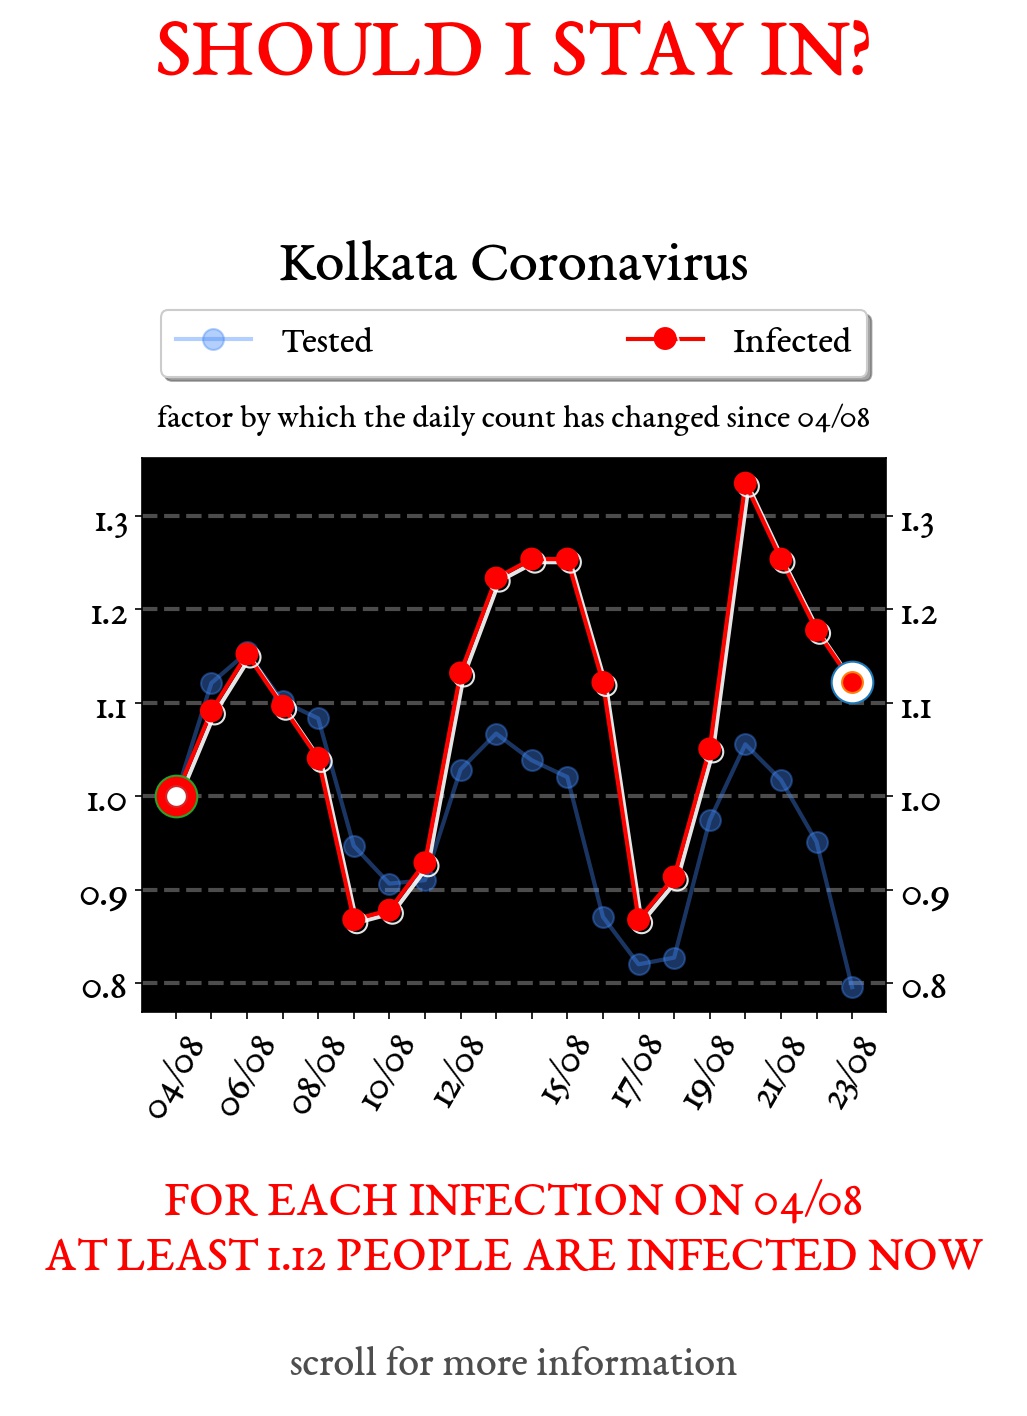 SHOULD I STAY IN?
Kolkata Coronavirus
Tested Infected
factor by which the daily count has changed since 04/08
1.3 1.3
1.2 1.2
1.1 1.1
1.0 1.0
0.9 0.9
0.8 0.8
04/08 06/08 08/08 10/08 12/08 15/08 17/08 19/08 21/08 23/08
FOR EACH INFECTION ON 04/08
AT LEAST 1.12 PEOPLE ARE INFECTED NOW
scroll for more information